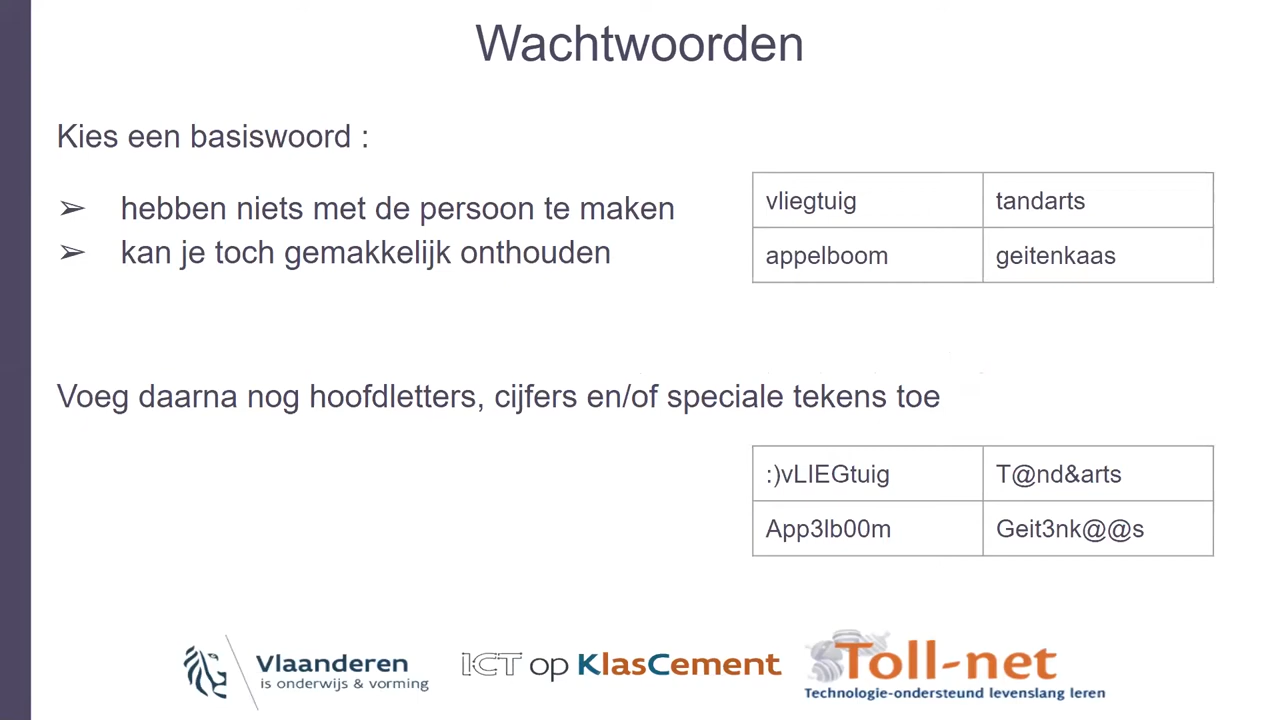 Wachtwoorden
Kies een basiswoord :
➢ hebben niets met de persoon te maken
➢ kan je toch gemakkelijk onthouden
vliegtuig tandarts
appelboom geitenkaas
Voeg daarna nog hoofdletters, cijfers en/of speciale tekens toe
:)vLIEGtuig T@nd&arts
App3lb00m Geit3nk@@s
Vlaanderen
is onderwijs & vorming
ICT op KlasCement
Toll-net
Technologie-ondersteund levenslang leren